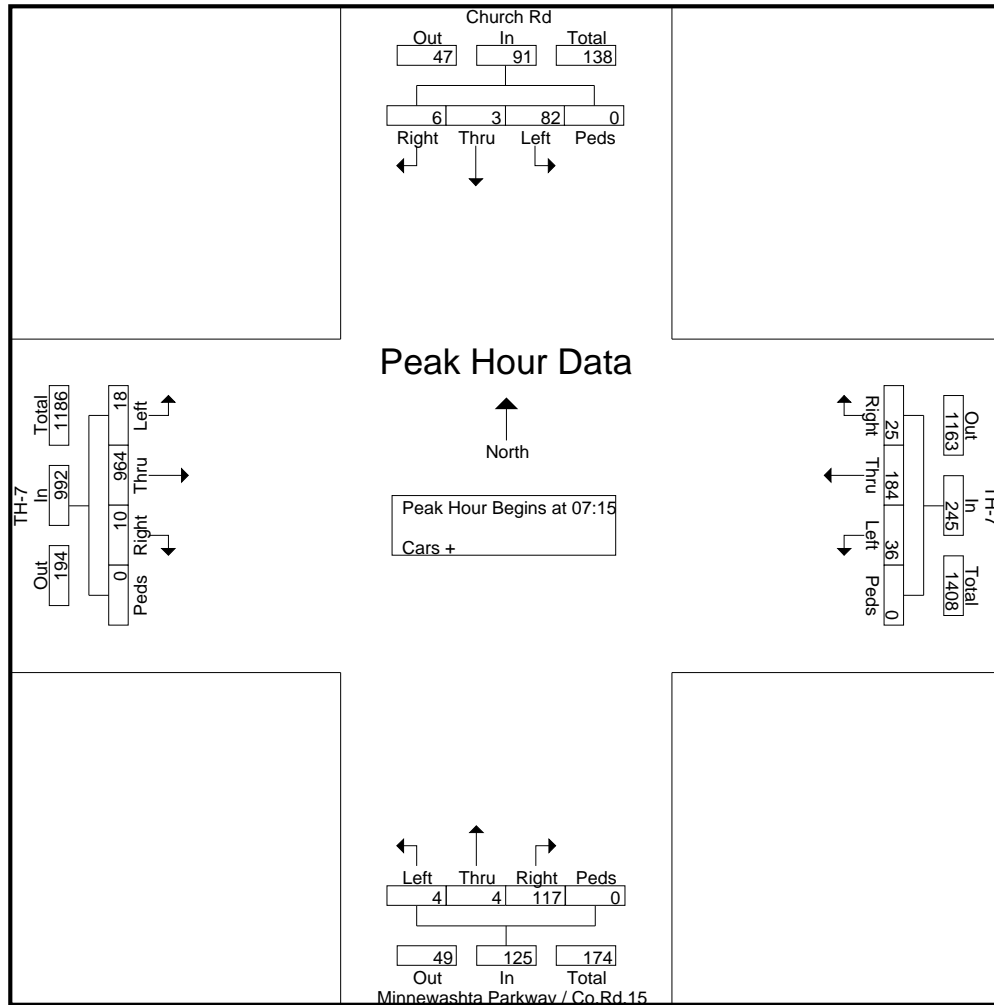 Church Rd
Out In Total
47 91 138
6 3 82 0
Right Thru Left Peds
Peak Hour Data
North
Peak Hour Begins at 07:15
Cars +
TH-7
Total In Out
1186 992 194
18 964 10 0
Left Thru Right Peds
Right Thru Left Peds
25 184 36 0
Out In Total
1163 245 1408
TH-7
Left Thru Right Peds
4 4 117 0
49 125 174
Out In Total
Minnewashta Parkway / Co.Rd.15